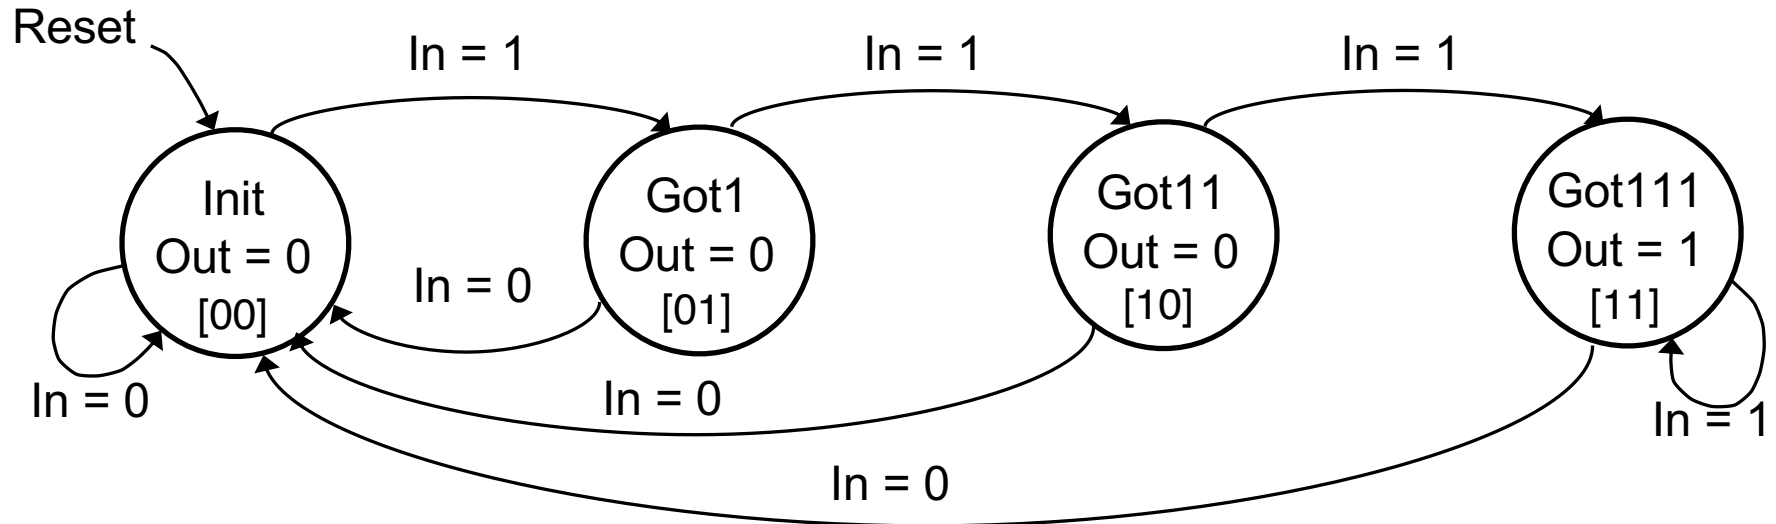 Reset
In = 1
In = 1
In = 1
Init
Out = 0
[00]
Got1
Out = 0
[01]
Got11
Out = 0
[10]
Got111
Out = 1
[11]
In = 0
In = 0
In = 0
In = 1
In = 0